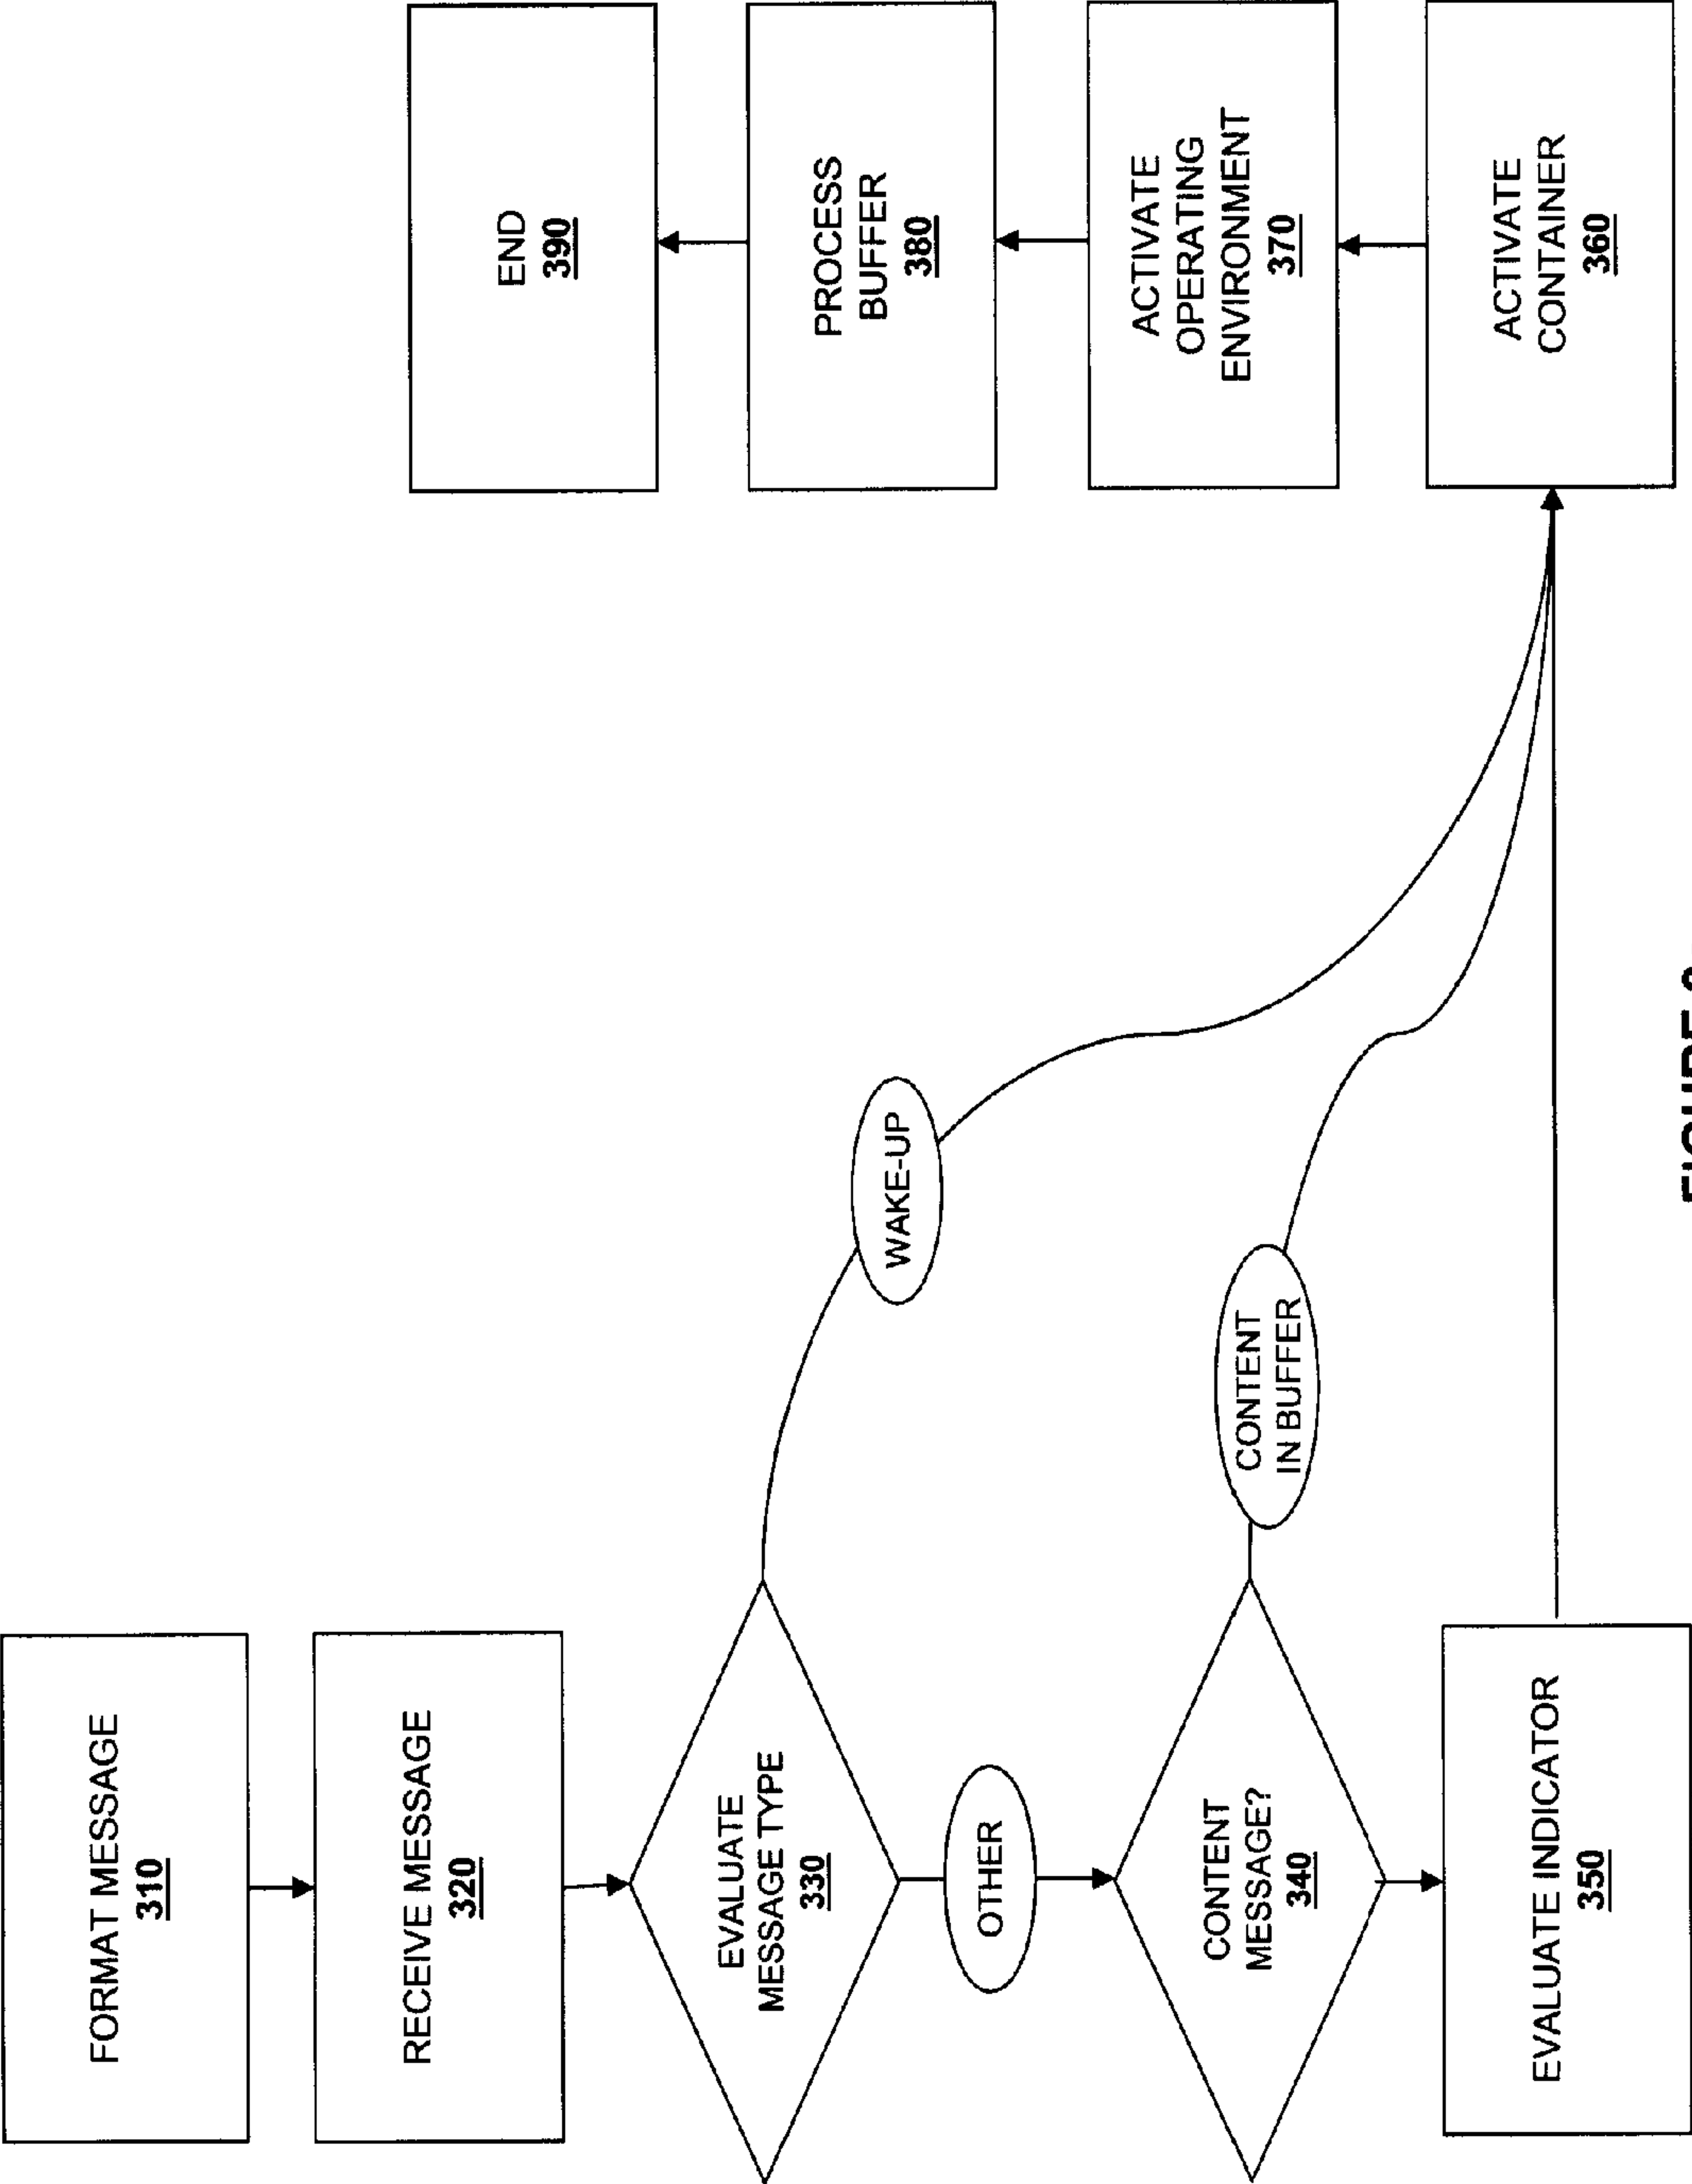 FORMAT MESSAGE
310
RECEIVE MESSAGE
320
EVALUATE
MESSAGE TYPE
330
WAKE-UP
OTHER
CONTENT
MESSAGE?
340
CONTENT
IN BUFFER
EVALUATE INDICATOR
350
END
390
PROCESS
BUFFER
380
ACTIVATE
OPERATING
ENVIRONMENT
370
ACTIVATE
CONTAINER
360
FIGURE